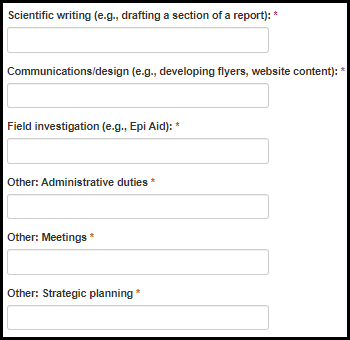 Scientific writing (e.g., drafting a section of a report): *
Communications/design (e.g., developing flyers, website content): *
Field investigation (e.g., Epi Aid): *
Other: Administrative duties *
Other: Meetings *
Other: Strategic planning *